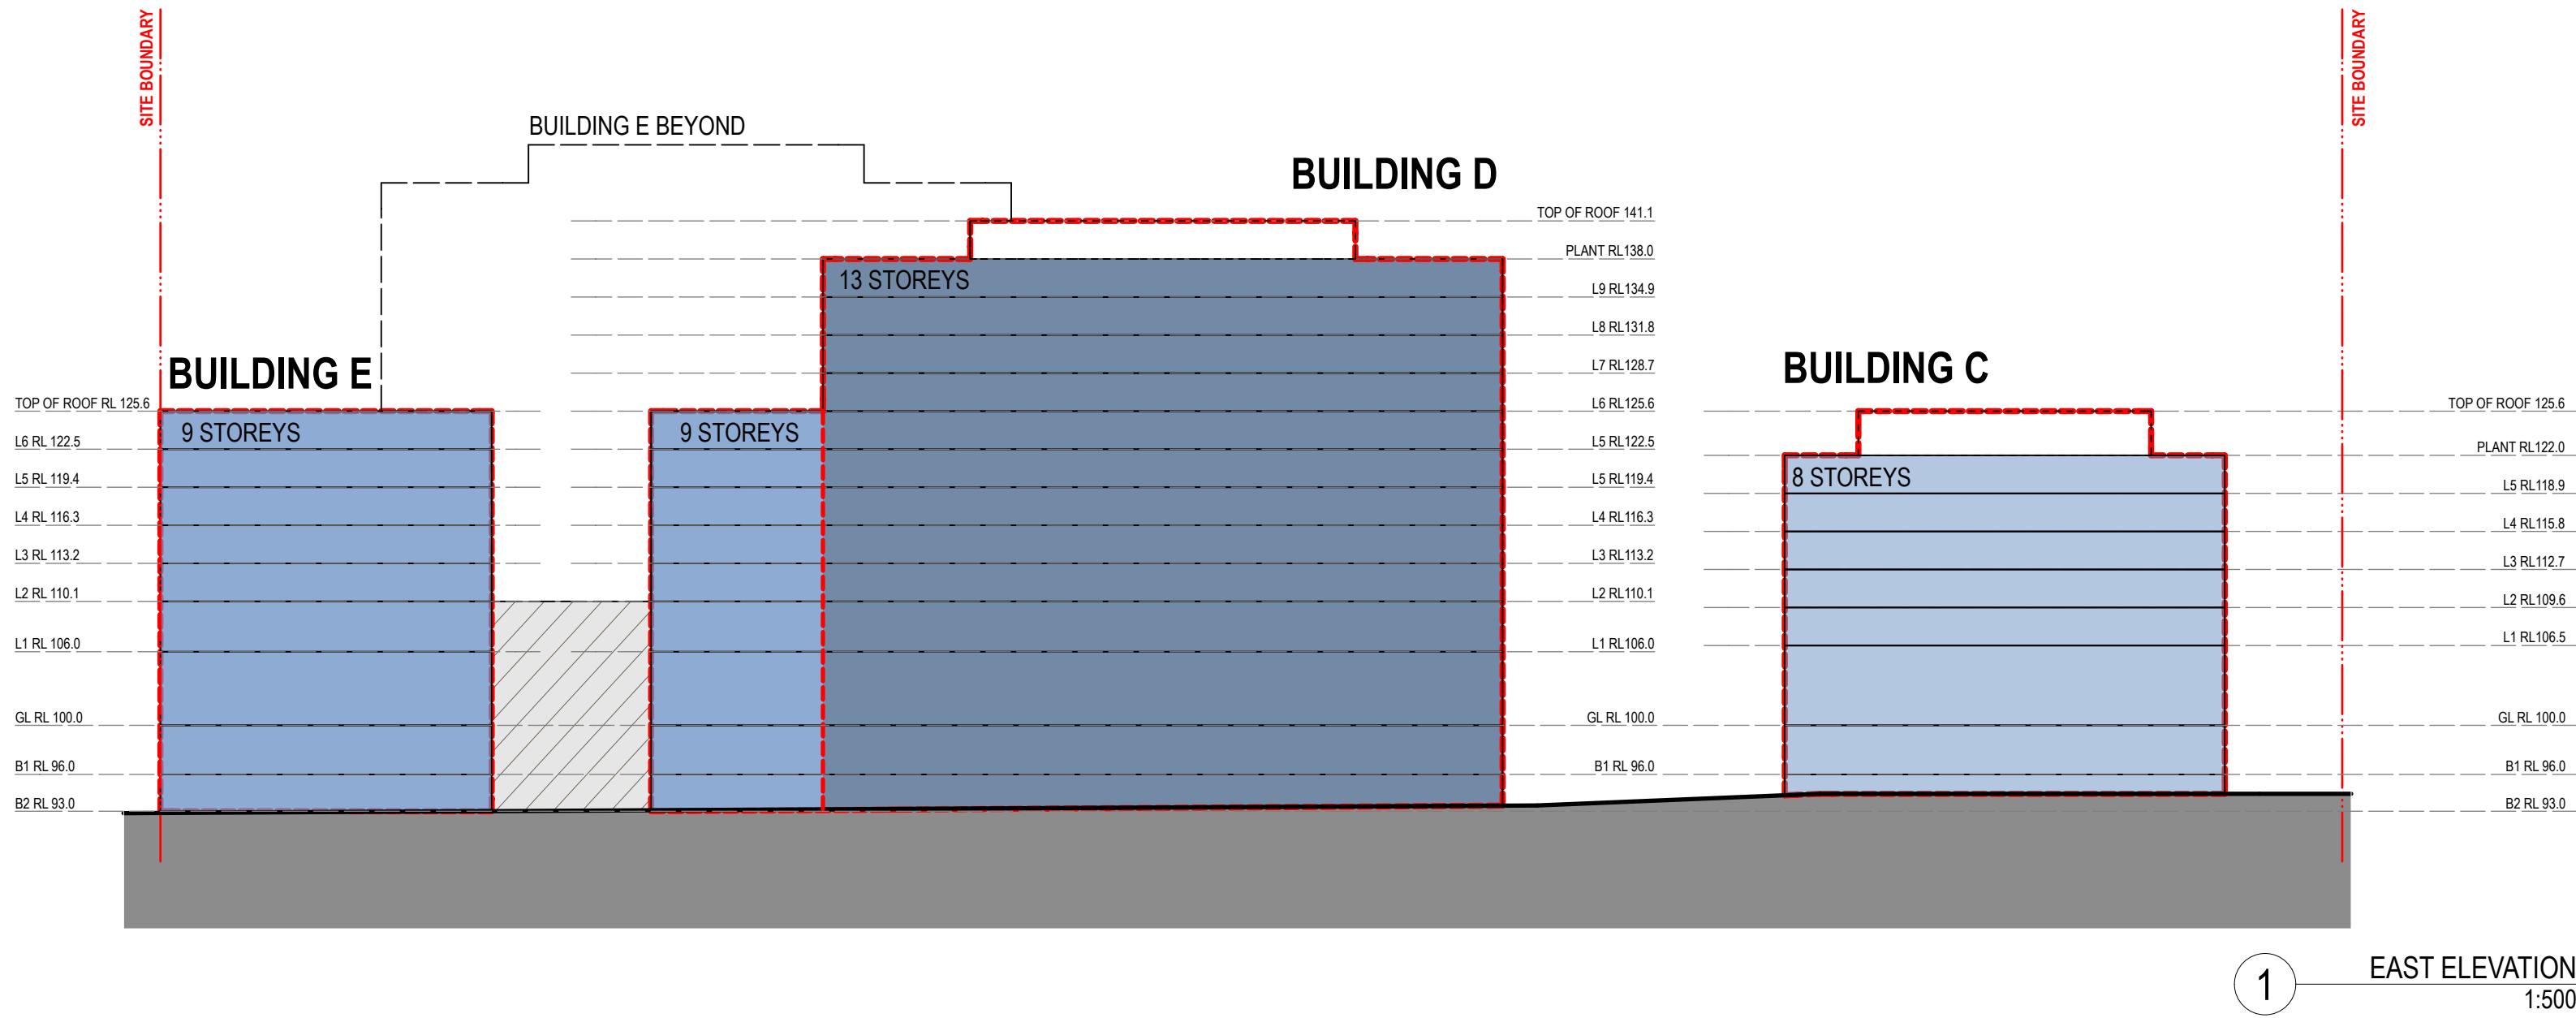 SITE BOUNDARY
SITE BOUNDARY
BUILDING E BEYOND
BUILDING D
BUILDING E
BUILDING C
13 STOREYS
9 STOREYS
9 STOREYS
8 STOREYS
TOP OF ROOF RL 125.6
L6 RL 122.5
L5 RL 119.4
L4 RL 116.3
L3 RL 113.2
L2 RL 110.1
L1 RL 106.0
GL RL 100.0
B1 RL 96.0
B2 RL 93.0
TOP OF ROOF 141.1
PLANT RL138.0
L9 RL134.9
L8 RL131.8
L7 RL128.7
L6 RL125.6
L5 RL122.5
L5 RL119.4
L4 RL116.3
L3 RL113.2
L2 RL110.1
L1 RL106.0
GL RL 100.0
B1 RL 96.0
TOP OF ROOF 125.6
PLANT RL122.0
L5 RL118.9
L4 RL115.8
L3 RL112.7
L2 RL109.6
L1 RL106.5
GL RL 100.0
B1 RL 96.0
B2 RL 93.0
1
EAST ELEVATION
1:500